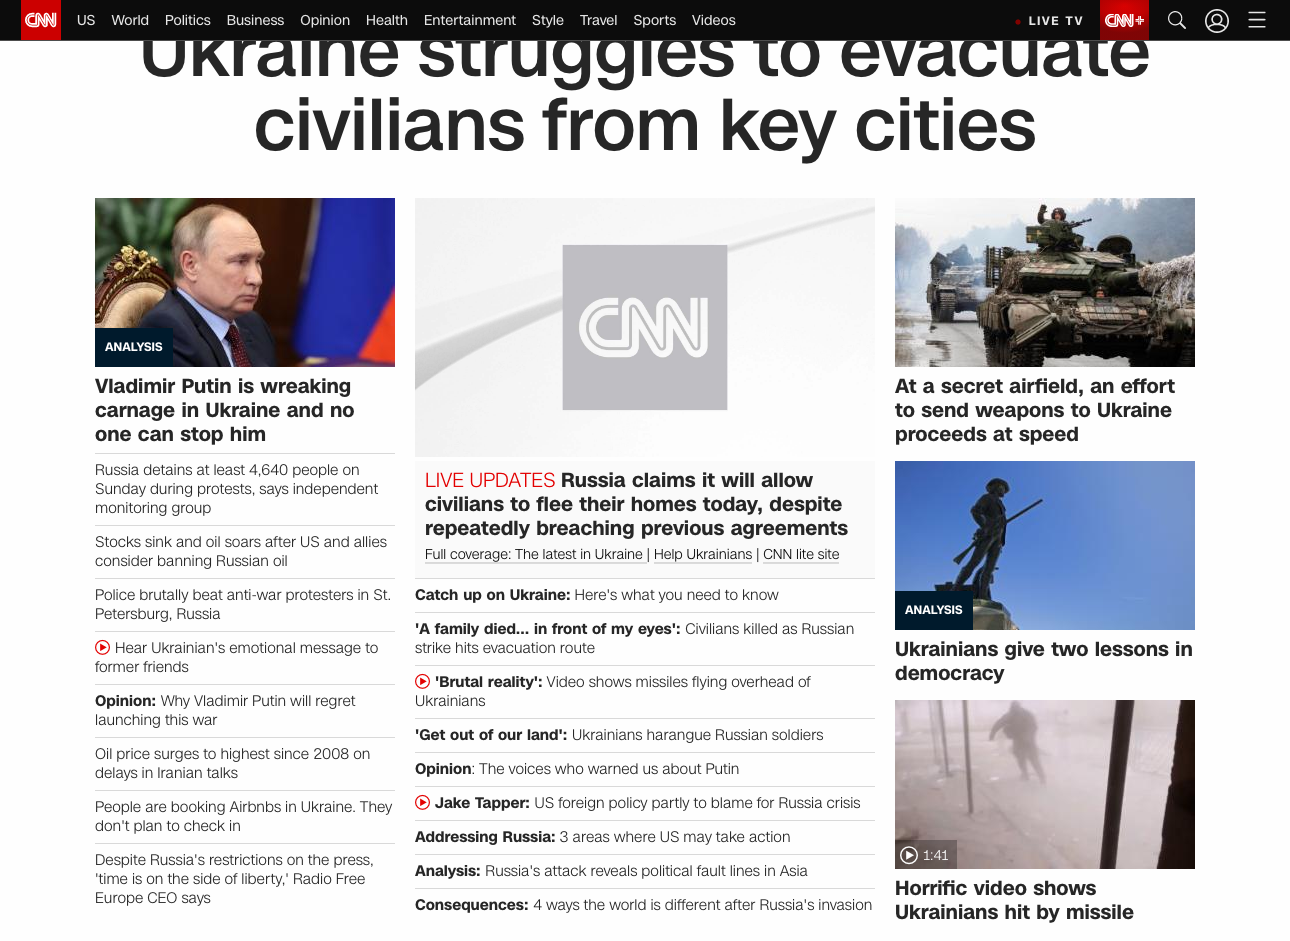 CNN US World Politics Business Opinion Health Entertainment Style Travel Sports Videos LIVE TV CNN+
Ukraine struggles to evacuate
civilians from key cities
ANALYSIS
Vladimir Putin is wreaking
carnage in Ukraine and no
one can stop him
Russia detains at least 4,640 people on
Sunday during protests, says independent
monitoring group
Stocks sink and oil soars after US and allies
consider banning Russian oil
Police brutally beat anti-war protesters in St.
Petersburg, Russia
Hear Ukrainian's emotional message to
former friends
Opinion: Why Vladimir Putin will regret
launching this war
Oil price surges to highest since 2008 on
delays in Iranian talks
People are booking Airbnbs in Ukraine. They
don't plan to check in
Despite Russia's restrictions on the press,
'time is on the side of liberty,' Radio Free
Europe CEO says
CNN
LIVE UPDATES Russia claims it will allow
civilians to flee their homes today, despite
repeatedly breaching previous agreements
Full coverage: The latest in Ukraine | Help Ukrainians | CNN lite site
Catch up on Ukraine: Here's what you need to know
'A family died... in front of my eyes': Civilians killed as Russian
strike hits evacuation route
'Brutal reality': Video shows missiles flying overhead of
Ukrainians
'Get out of our land': Ukrainians harangue Russian soldiers
Opinion: The voices who warned us about Putin
Jake Tapper: US foreign policy partly to blame for Russia crisis
Addressing Russia: 3 areas where US may take action
Analysis: Russia's attack reveals political fault lines in Asia
Consequences: 4 ways the world is different after Russia's invasion
At a secret airfield, an effort
to send weapons to Ukraine
proceeds at speed
ANALYSIS
Ukrainians give two lessons in
democracy
1:41
Horrific video shows
Ukrainians hit by missile